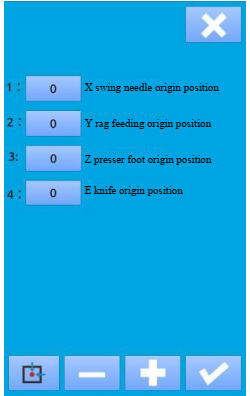 1: 0 X swing needle origin position
2: 0 Y rag feeding origin position
3: 0 Z presser foot origin position
4: 0 E knife origin position